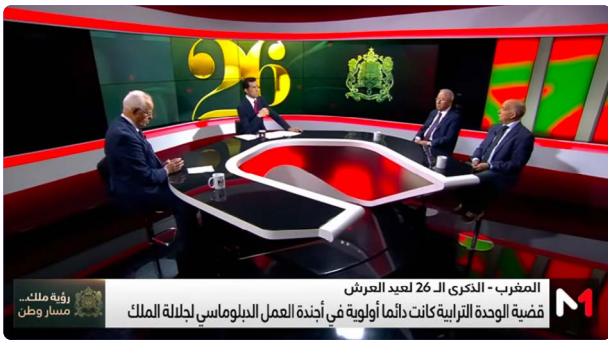 26
المغرب - الذكرى الـ 26 لعيد العرش
قضية الوحدة الترابية كانت دائما أولوية في أجندة العمل الدبلوماسي لجلالة الملك
رؤية ملك...
مسار وطن
M